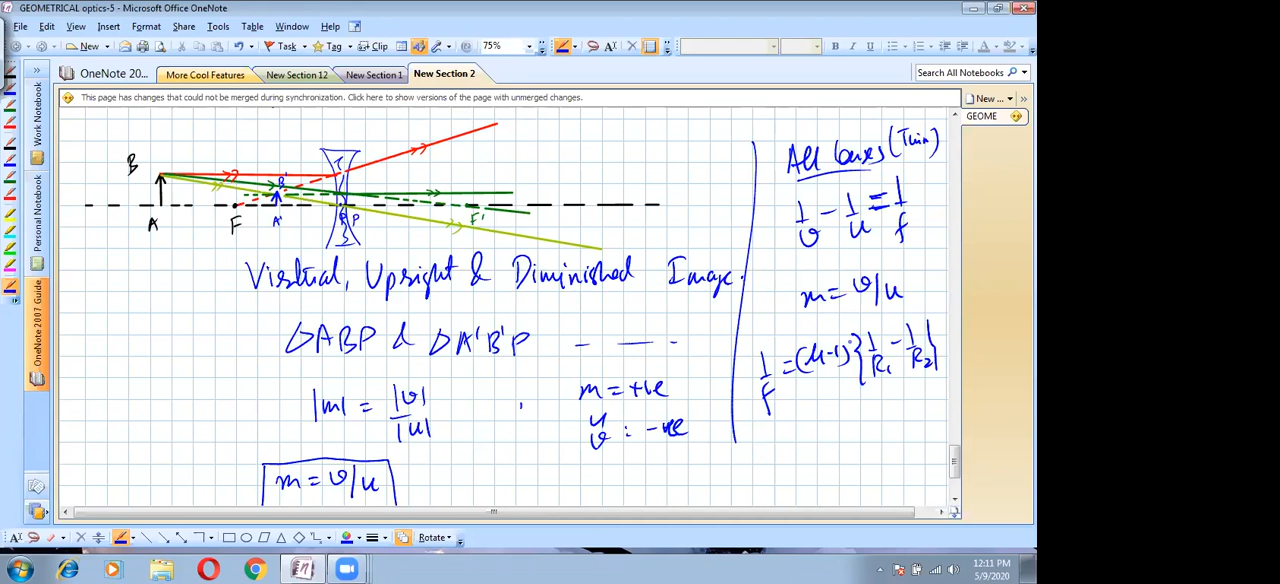 GEOMETRICAL optics-5 - Microsoft Office OneNote
File Edit View Insert Format Share Tools Table Window Help
New Task Tag Clip 75% B I U
OneNote 20... More Cool Features New Section 12 New Section 1 New Section 2 Search All Notebooks
This page has changes that could not be merged during synchronization. Click here to show versions of the page with unmerged changes.
New ...
GEOME
Work Notebook
Personal Notebook
OneNote 2007 Guide
B
B'
A F A' P F'
Virtual, Upright & Diminished Image.
△ABP & △A'B'P - — -
|m| = |v|/|u|
m = +ve
u
v : -ve
m = v/u
All Cases (Thin)
1/v - 1/u = 1/f
m = v/u
1/f = (μ-1) {1/R1 - 1/R2}
Rotate
12:11 PM
5/9/2020